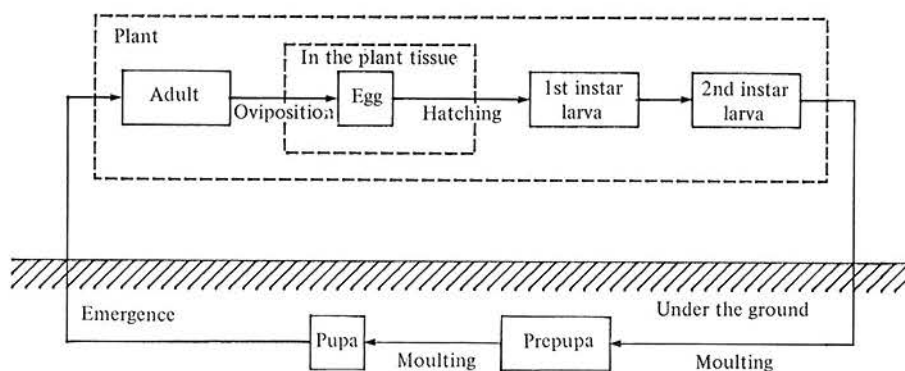 Plant
In the plant tissue
Adult
Oviposition
Egg
Hatching
1st instar
larva
2nd instar
larva
Emergence
Under the ground
Pupa
Moulting
Prepupa
Moulting